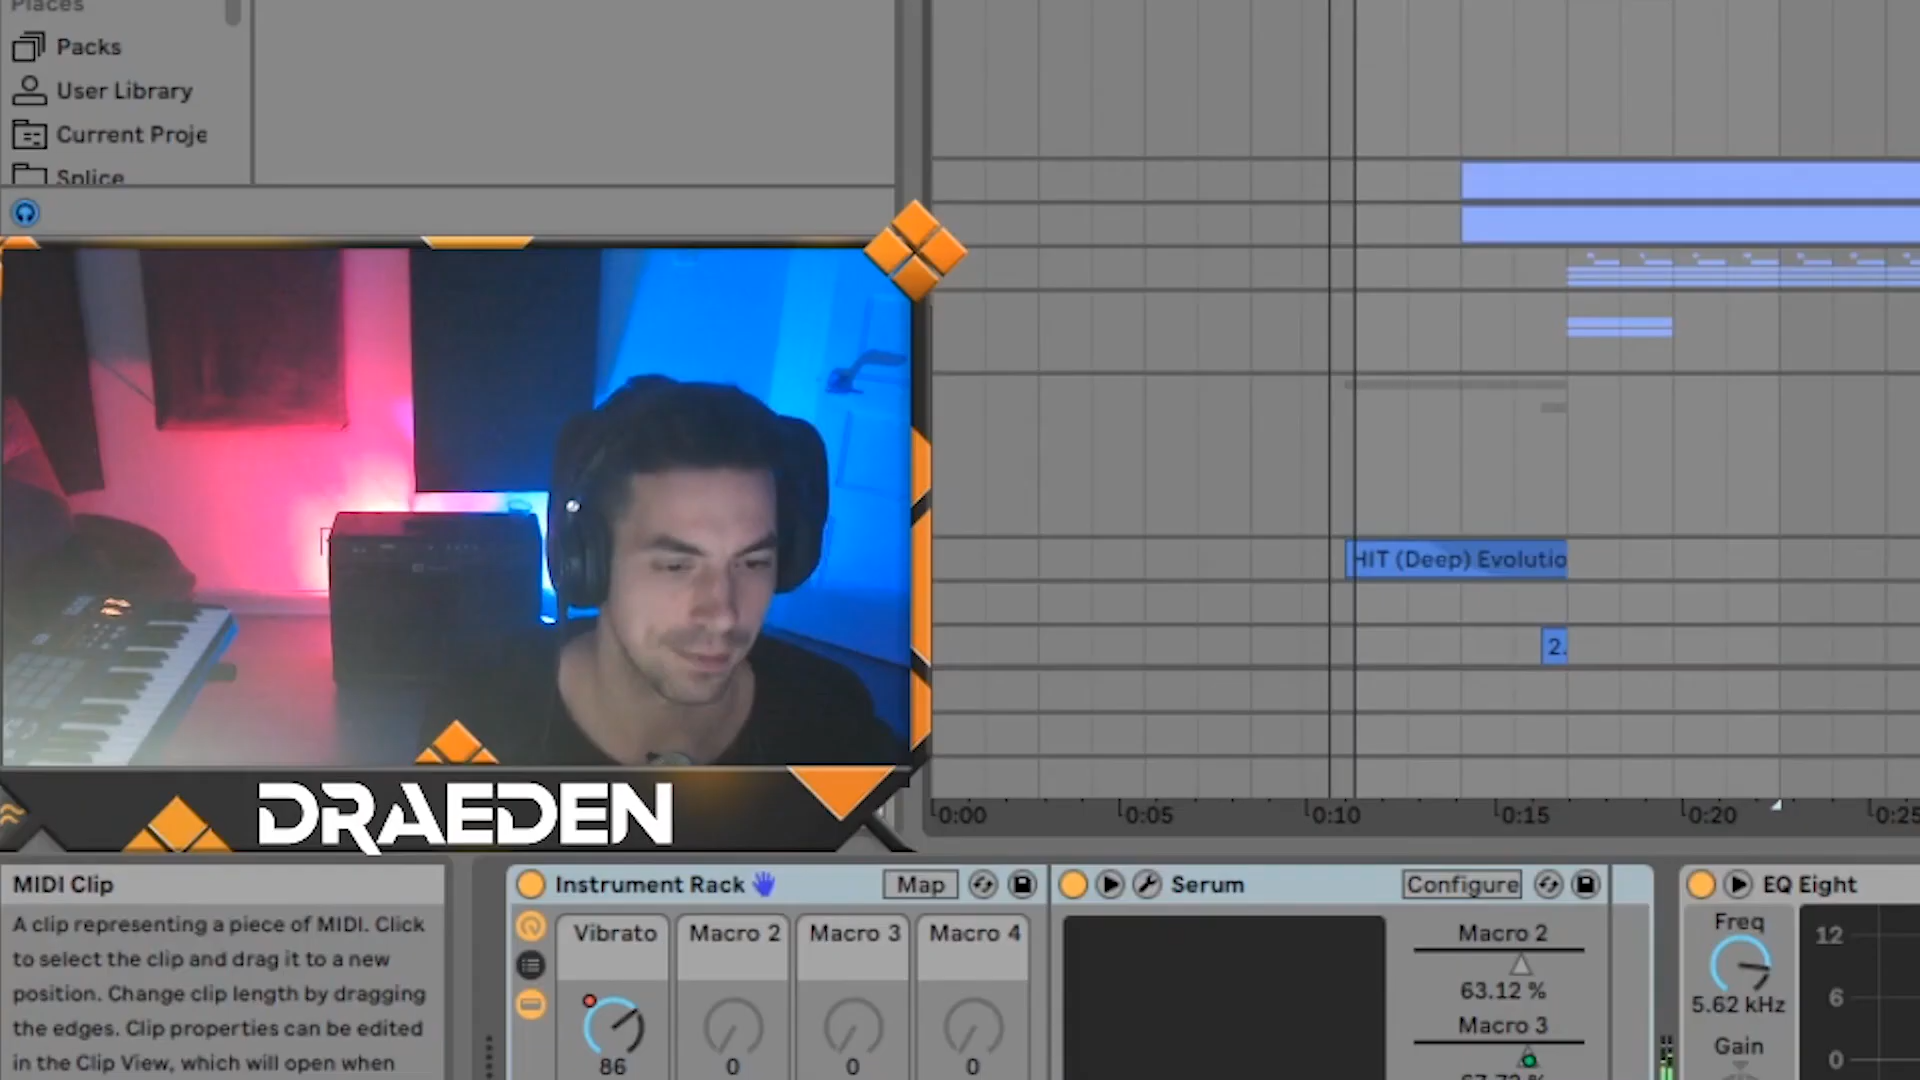 Places
Packs
User Library
Current Proje
Splice
HIT (Deep) Evolutio
2.
0:00 0:05 0:10 0:15 0:20 0:25
DRAEDEN
MIDI Clip
A clip representing a piece of MIDI. Click
to select the clip and drag it to a new
position. Change clip length by dragging
the edges. Clip properties can be edited
in the Clip View, which will open when
Instrument Rack Map
Vibrato Macro 2 Macro 3 Macro 4
86 0 0 0
Serum Configure
Macro 2
63.12 %
Macro 3
EQ Eight
Freq
5.62 kHz
Gain
12
6
0